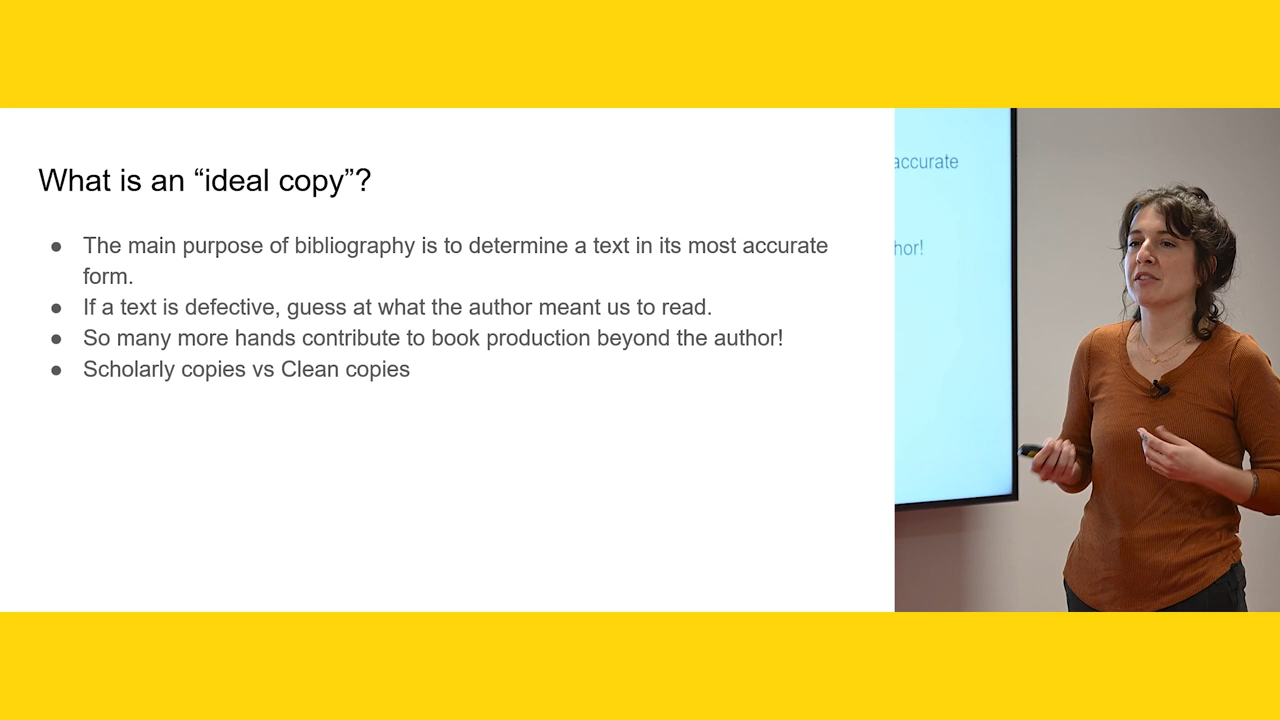 What is an “ideal copy”?
● The main purpose of bibliography is to determine a text in its most accurate
form.
● If a text is defective, guess at what the author meant us to read.
● So many more hands contribute to book production beyond the author!
● Scholarly copies vs Clean copies
accurate
hor!